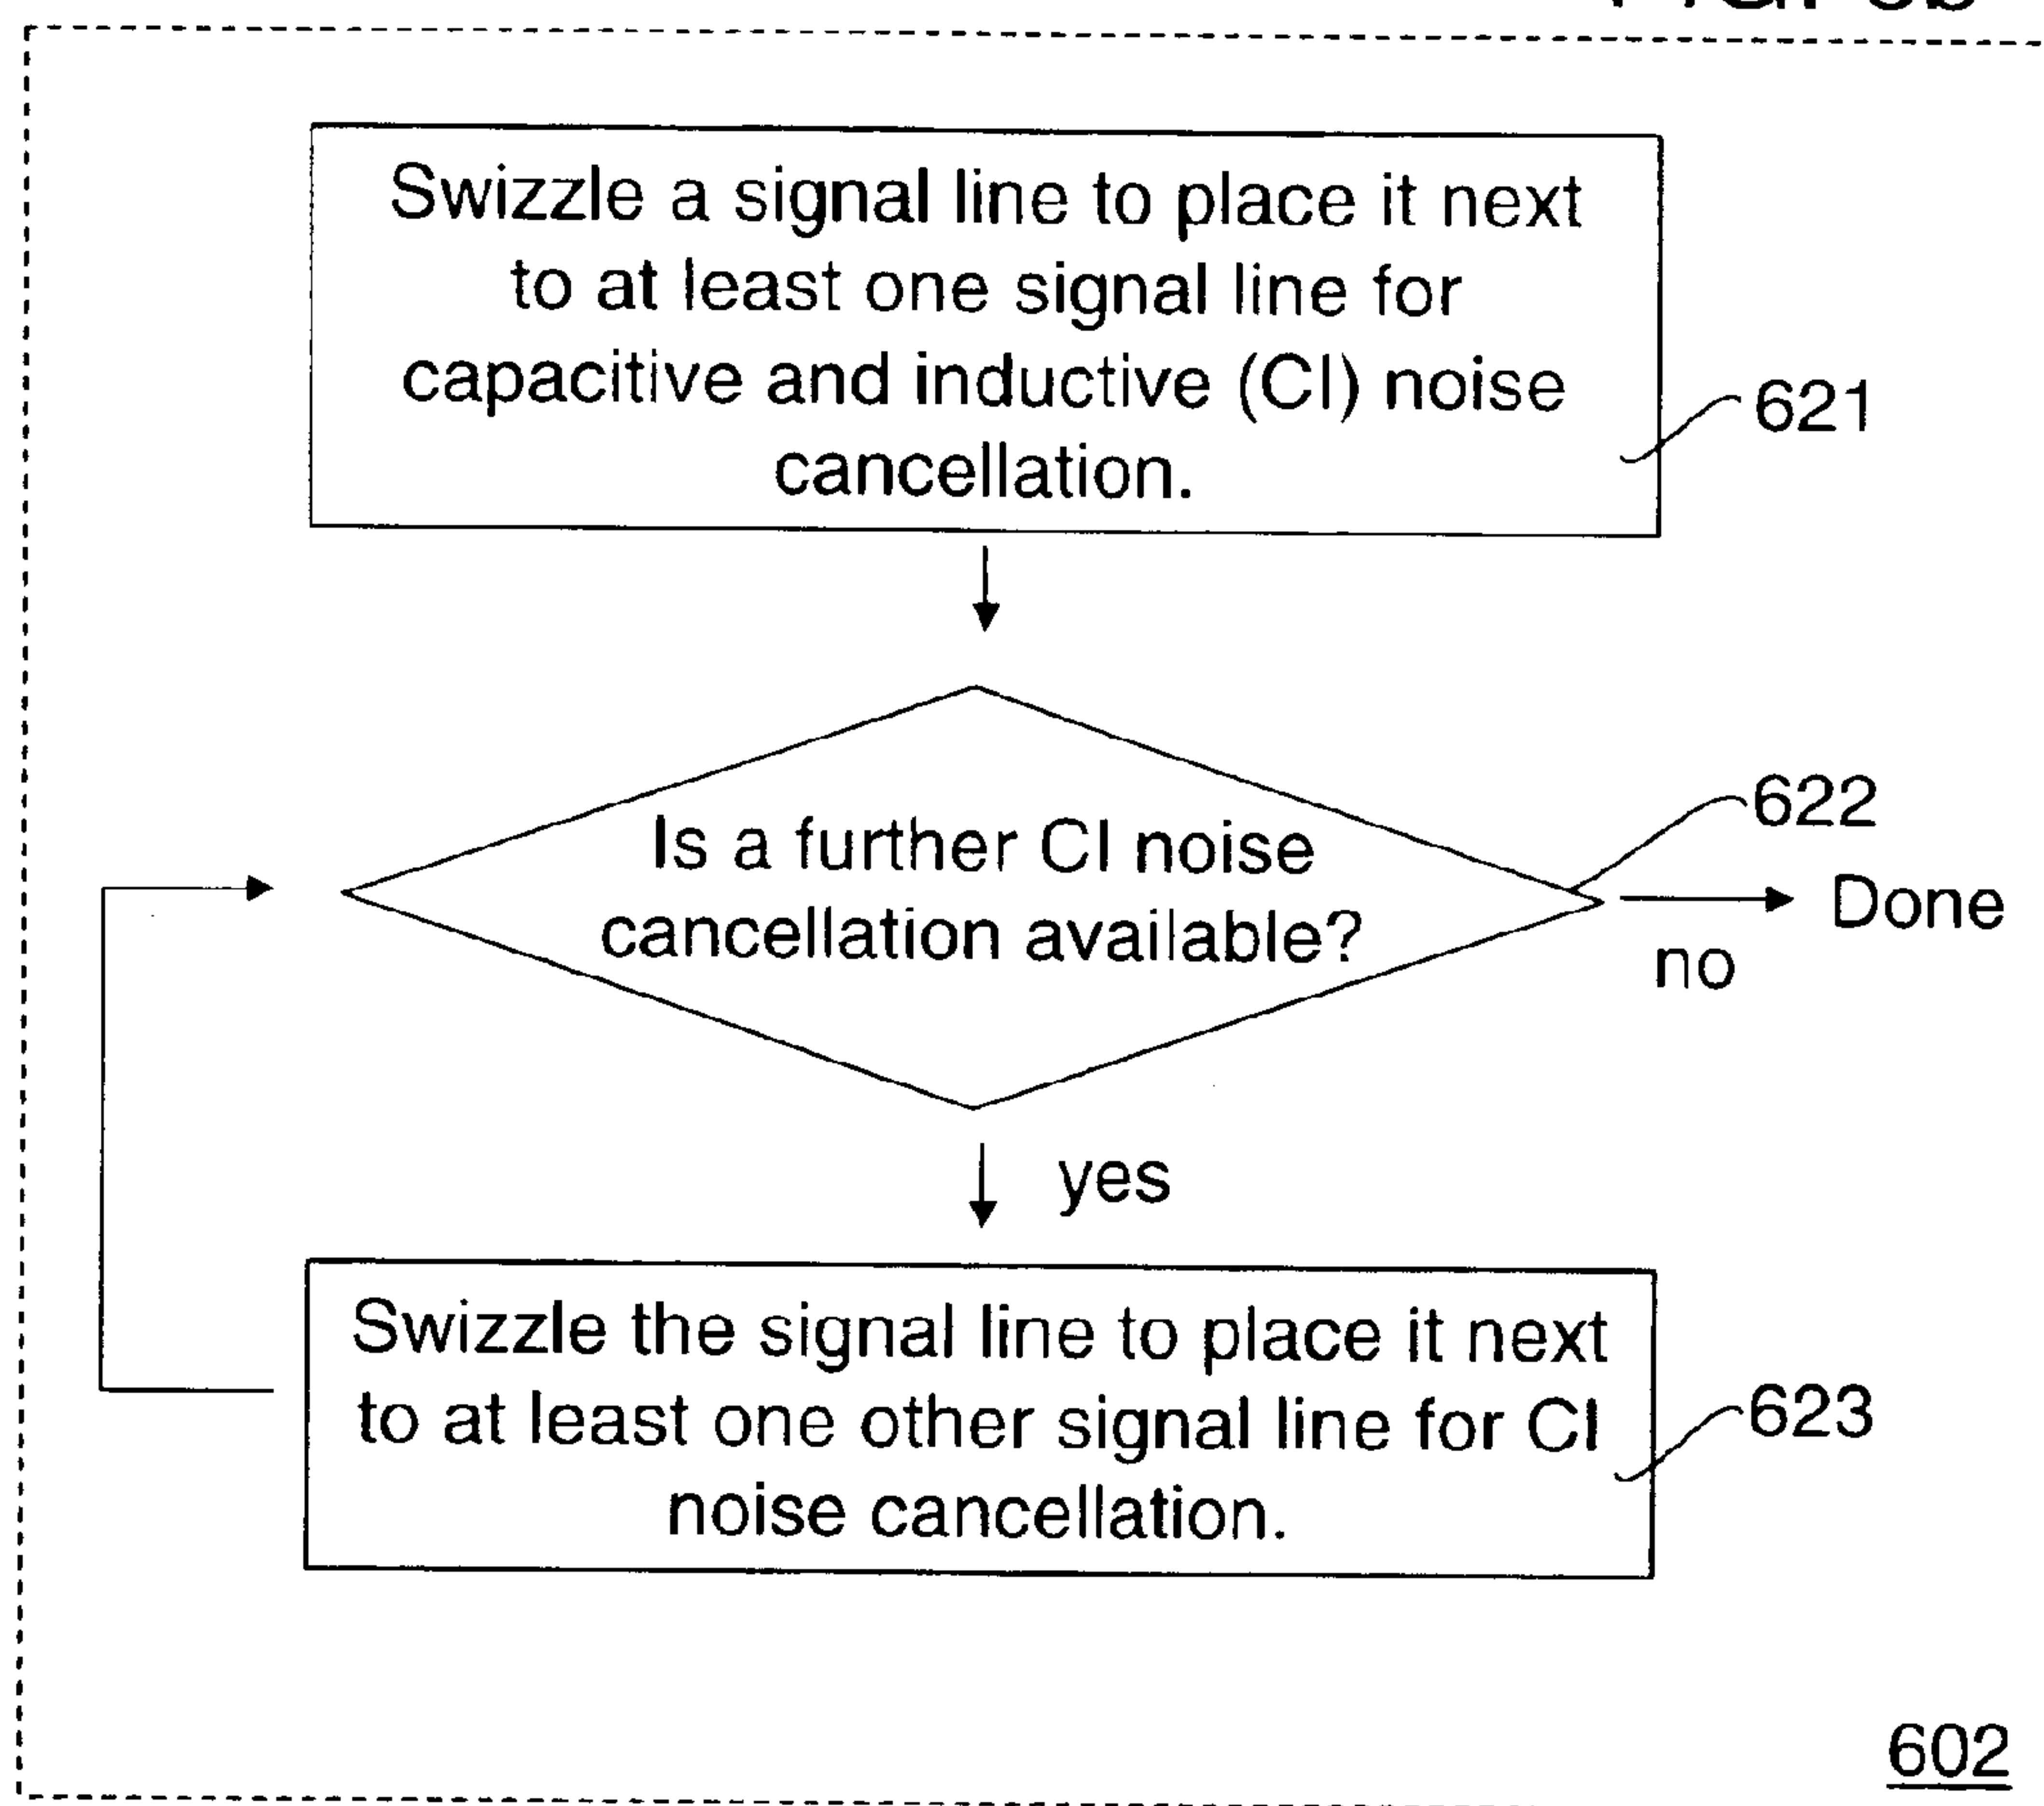 Swizzle a signal line to place it next
to at least one signal line for
capacitive and inductive (CI) noise
cancellation.
621
Is a further CI noise
cancellation available?
622
Done
no
yes
Swizzle the signal line to place it next
to at least one other signal line for CI
noise cancellation.
623
602